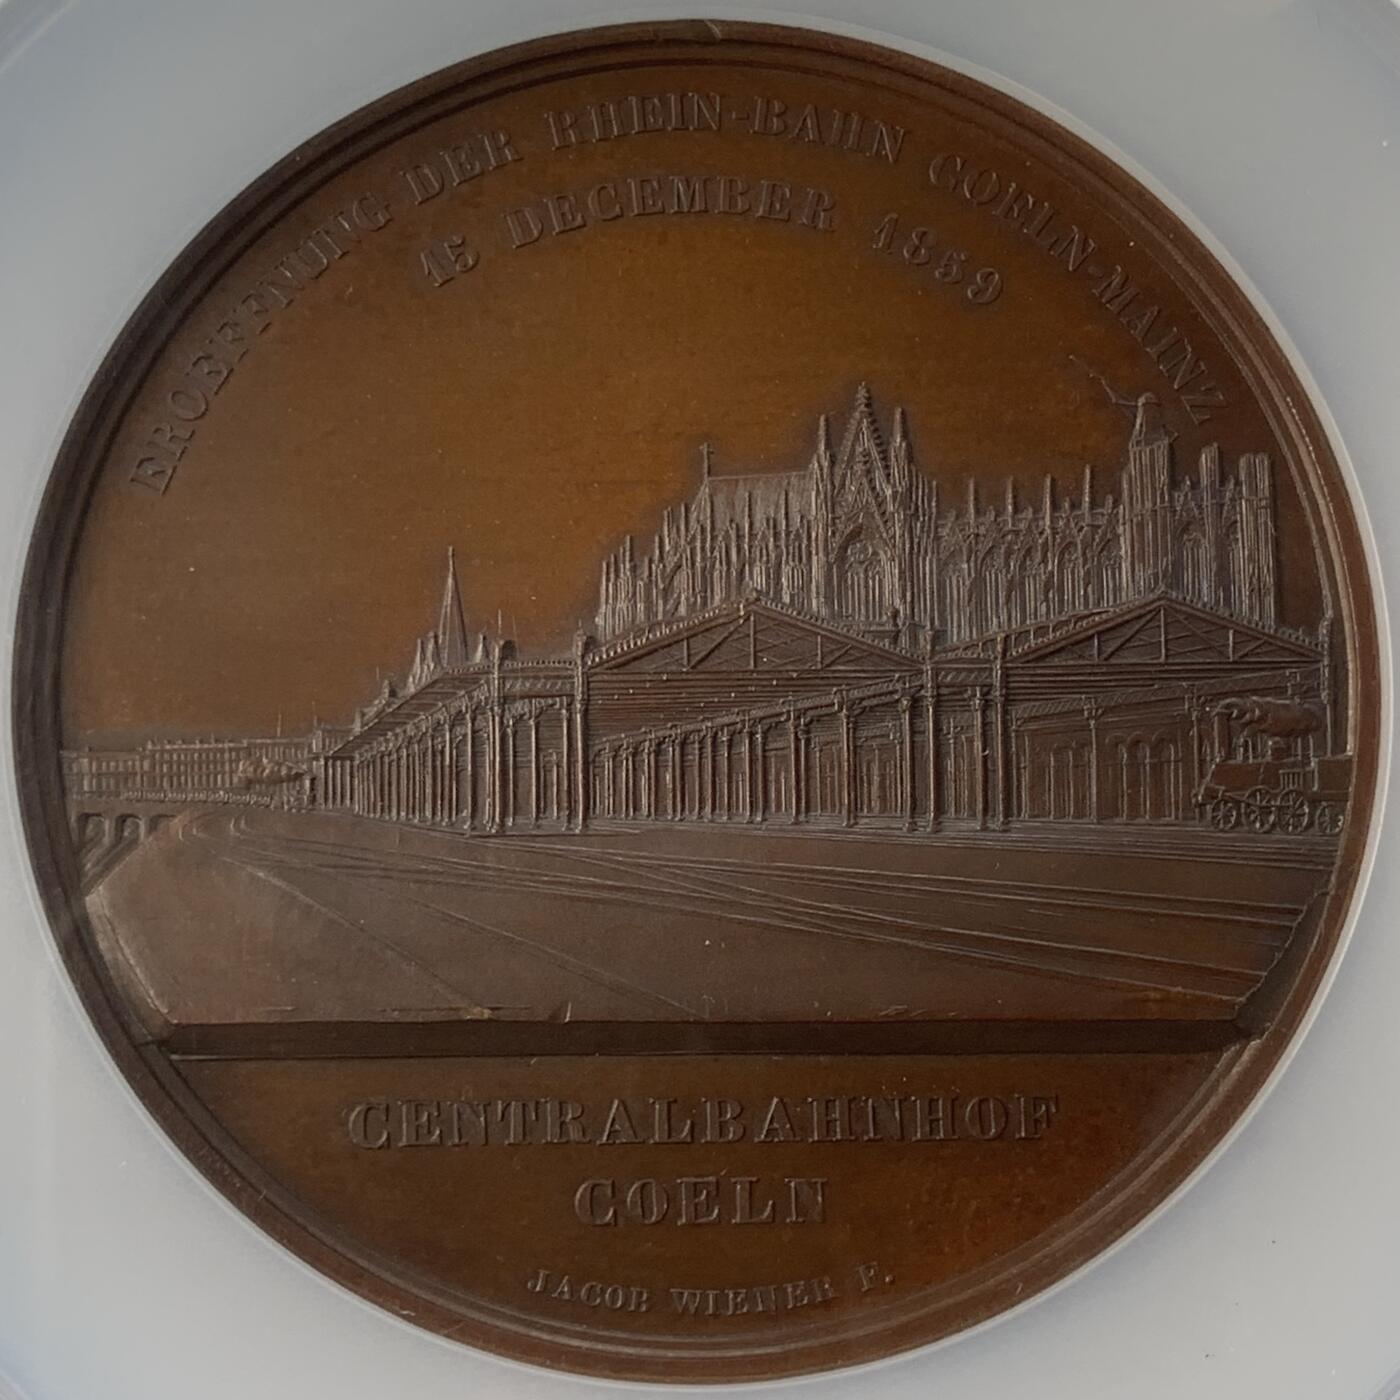 EROEFFNUNG DER RHEIN-BAHN COELN-MAINZ
15 DECEMBER 1859
CENTRALBAHNHOF
COELN
JACOB WIENER F.